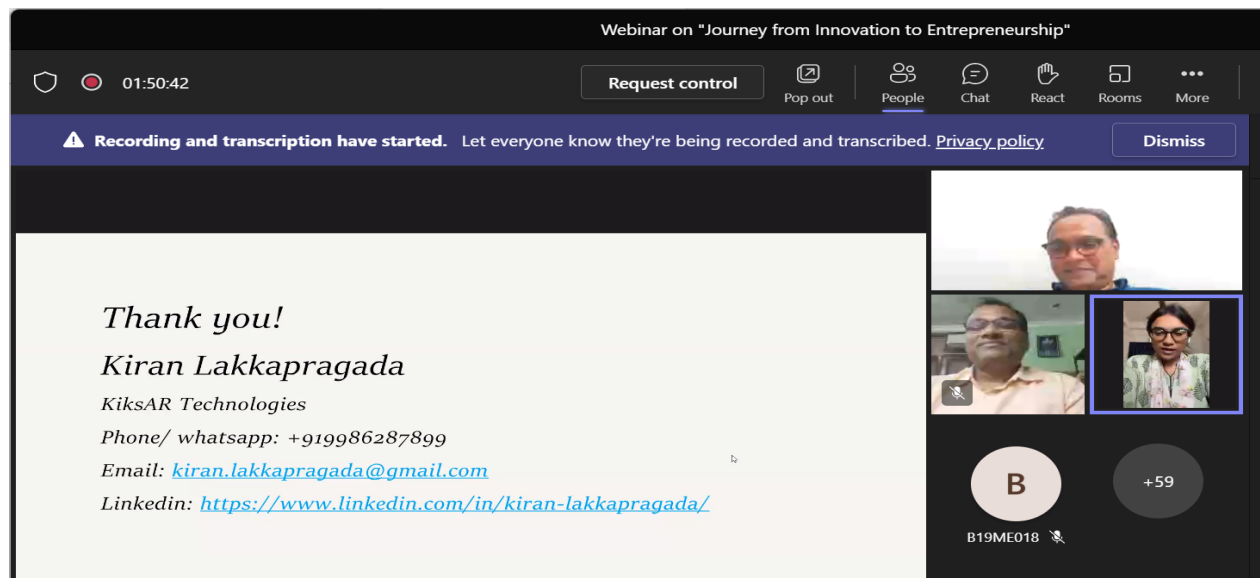 Webinar on "Journey from Innovation to Entrepreneurship"
01:50:42
Request control
Pop out
People
Chat
React
Rooms
More
Recording and transcription have started. Let everyone know they're being recorded and transcribed. Privacy policy
Dismiss
Thank you!
Kiran Lakkapragada
KiksAR Technologies
Phone/ whatsapp: +919986287899
Email: kiran.lakkapragada@gmail.com
Linkedin: https://www.linkedin.com/in/kiran-lakkapragada/
B
+59
B19ME018